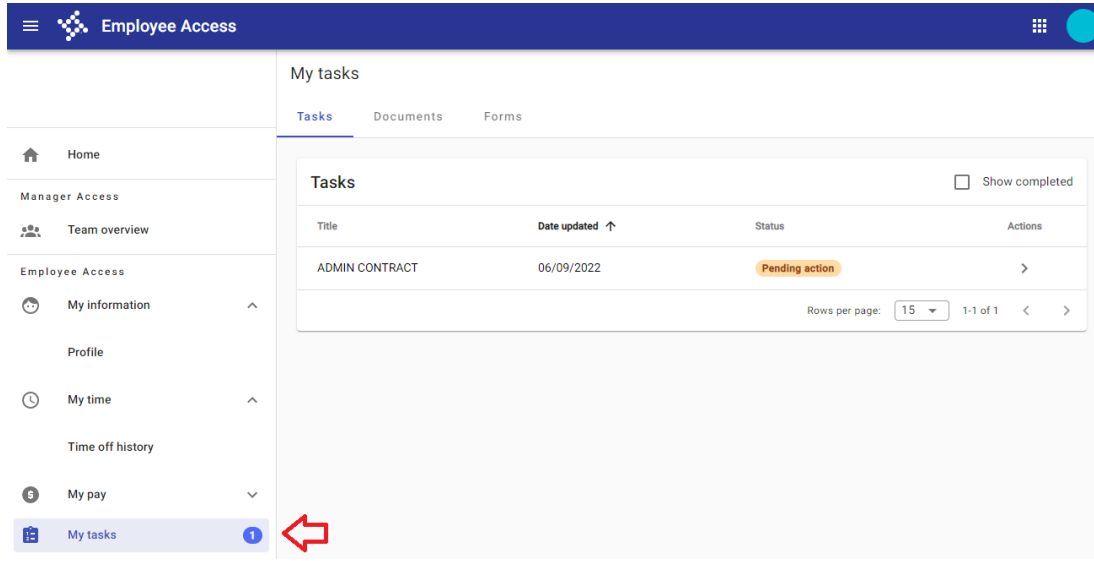 Employee Access
My tasks
Tasks Documents Forms
Home
Manager Access
Team overview
Employee Access
My information
Profile
My time
Time off history
My pay
My tasks 1
Tasks Show completed
Title Date updated Status Actions
ADMIN CONTRACT 06/09/2022 Pending action
Rows per page: 15 1-1 of 1